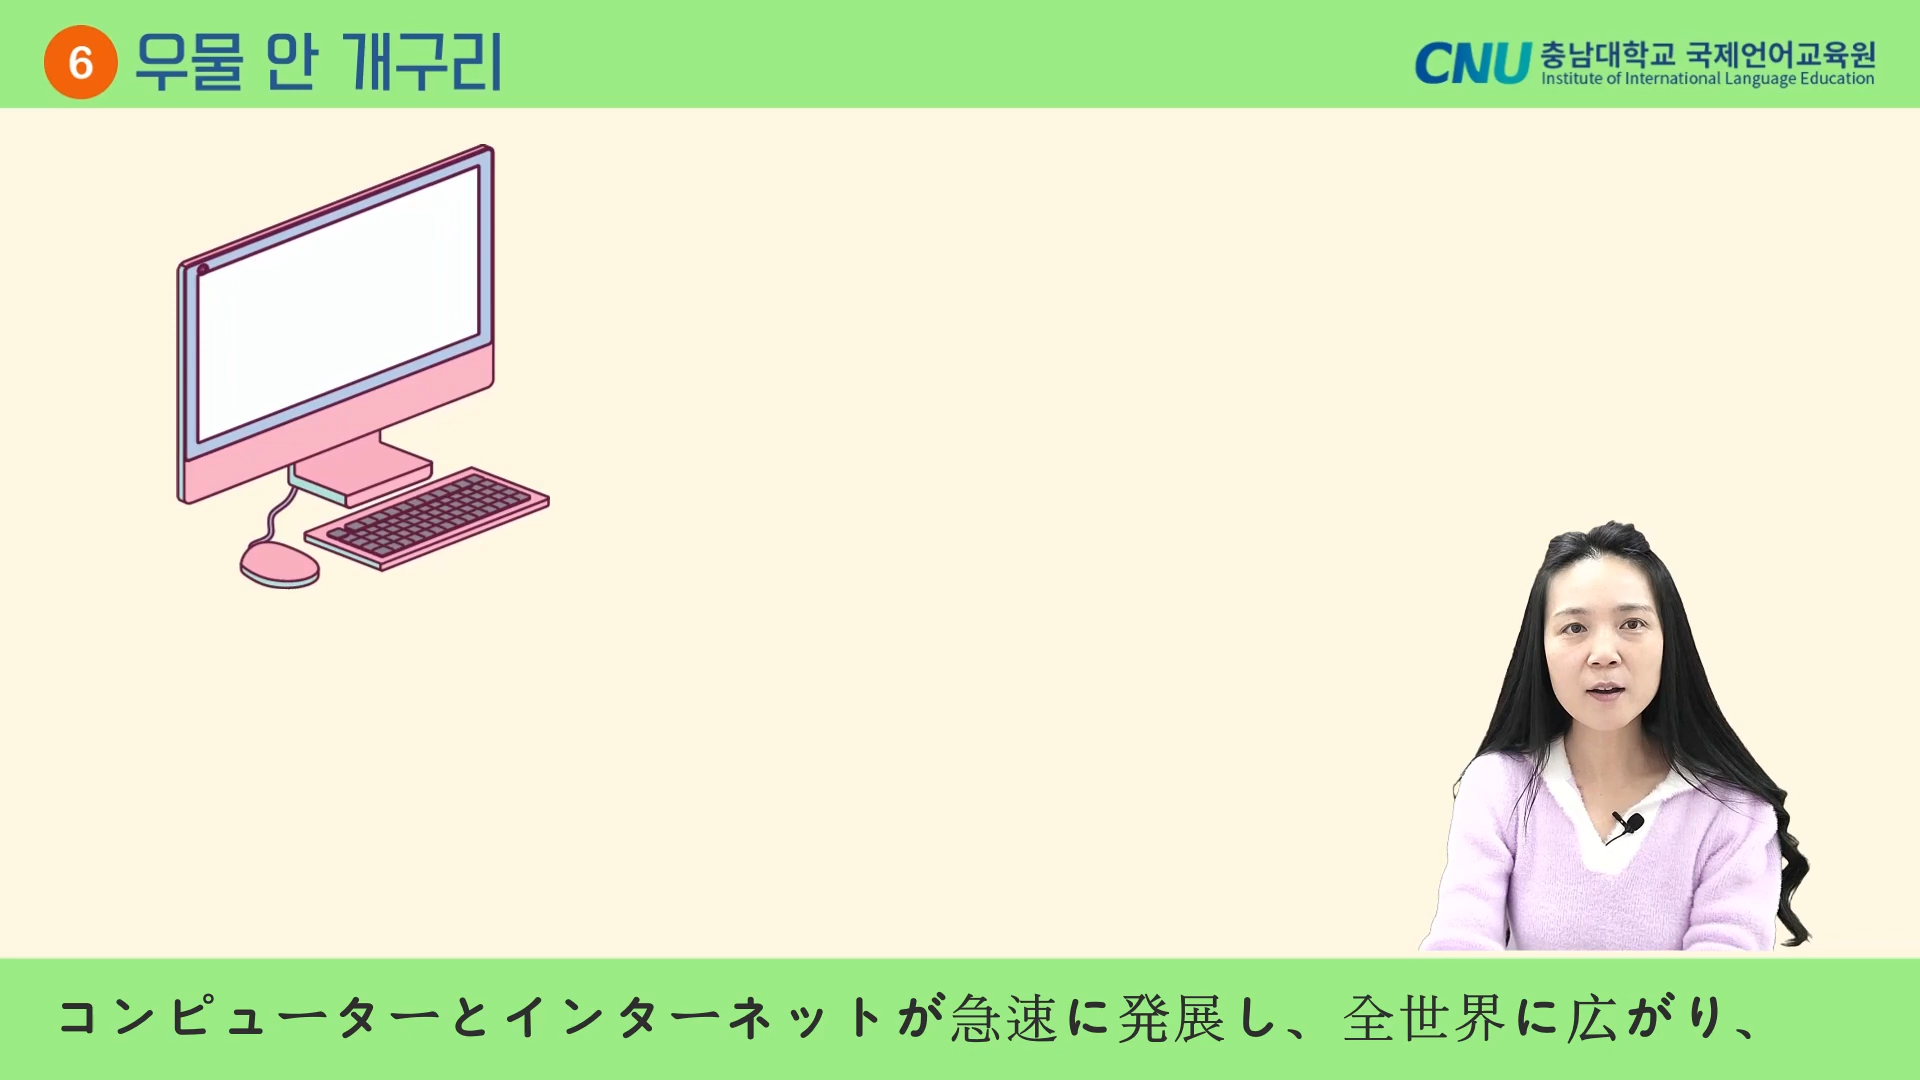 6 우물 안 개구리
CNU 충남대학교 국제언어교육원
Institute of International Language Education
コンピューターとインターネットが急速に発展し、全世界に広がり、